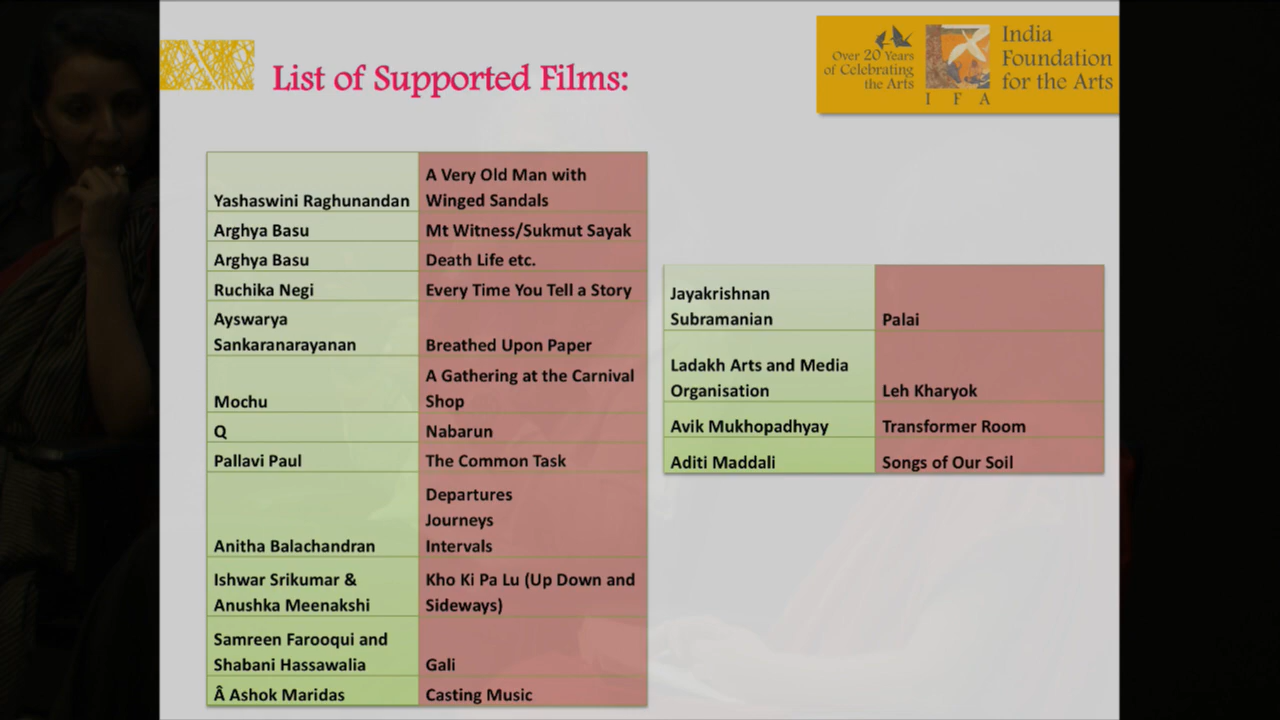 List of Supported Films:
Over 20 Years
of Celebrating
the Arts
I F A
India
Foundation
for the Arts
Yashaswini Raghunandan
A Very Old Man with
Winged Sandals
Arghya Basu
Mt Witness/Sukmut Sayak
Arghya Basu
Death Life etc.
Ruchika Negi
Every Time You Tell a Story
Ayswarya
Sankaranarayanan
Breathed Upon Paper
Mochu
A Gathering at the Carnival
Shop
Q
Nabarun
Pallavi Paul
The Common Task
Anitha Balachandran
Departures
Journeys
Intervals
Ishwar Srikumar &
Anushka Meenakshi
Kho Ki Pa Lu (Up Down and
Sideways)
Samreen Farooqui and
Shabani Hassawalia
Gali
Â Ashok Maridas
Casting Music
Jayakrishnan
Subramanian
Palai
Ladakh Arts and Media
Organisation
Leh Kharyok
Avik Mukhopadhyay
Transformer Room
Aditi Maddali
Songs of Our Soil